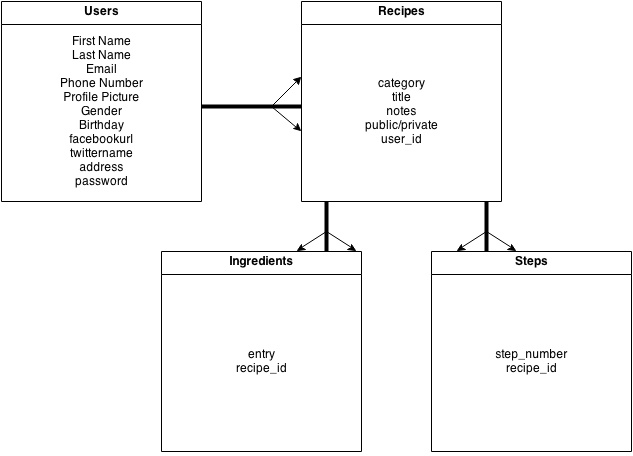 Users
First Name
Last Name
Email
Phone Number
Profile Picture
Gender
Birthday
facebookurl
twittername
address
password
Recipes
category
title
notes
public/private
user_id
Ingredients
entry
recipe_id
Steps
step_number
recipe_id